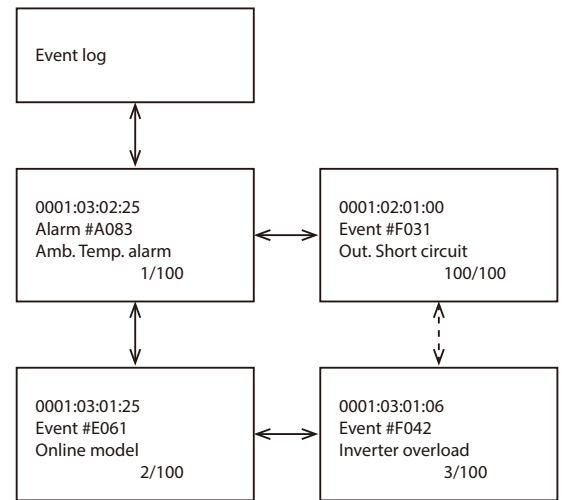 Event log
0001:03:02:25
Alarm #A083
Amb. Temp. alarm
1/100
0001:02:01:00
Event #F031
Out. Short circuit
100/100
0001:03:01:25
Event #E061
Online model
2/100
0001:03:01:06
Event #F042
Inverter overload
3/100